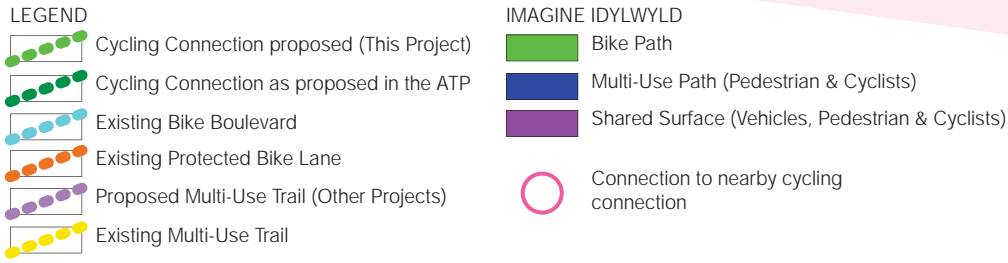 LEGEND
Cycling Connection proposed (This Project)
Cycling Connection as proposed in the ATP
Existing Bike Boulevard
Existing Protected Bike Lane
Proposed Multi-Use Trail (Other Projects)
Existing Multi-Use Trail
IMAGINE IDYLWYLD
Bike Path
Multi-Use Path (Pedestrian & Cyclists)
Shared Surface (Vehicles, Pedestrian & Cyclists)
Connection to nearby cycling
connection